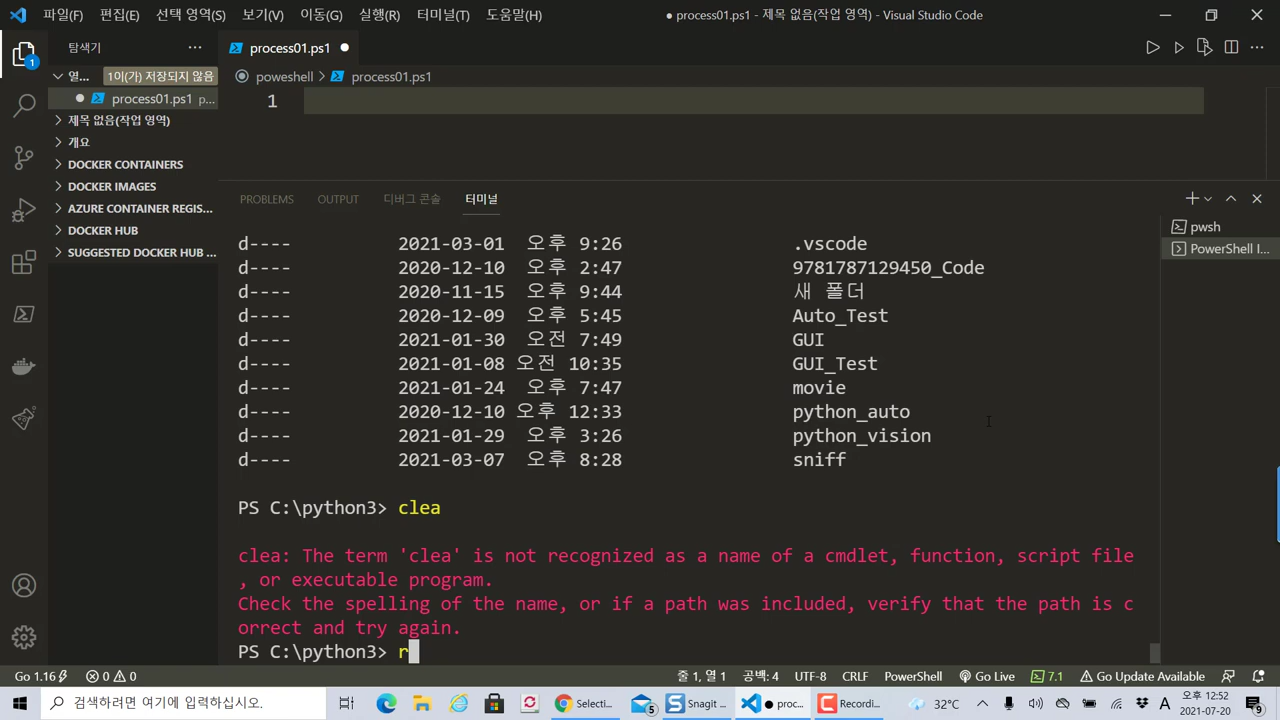 파일(F) 편집(E) 선택 영역(S) 보기(V) 이동(G) 실행(R) 터미널(T) 도움말(H)
● process01.ps1 - 제목 없음(작업 영역) - Visual Studio Code
탐색기 ···
process01.ps1 ●
열... 1이(가) 저장되지 않음
poweshell > process01.ps1
● process01.ps1 p...
1
제목 없음(작업 영역)
개요
DOCKER CONTAINERS
DOCKER IMAGES
AZURE CONTAINER REGIS...
DOCKER HUB
SUGGESTED DOCKER HUB ...
PROBLEMS OUTPUT 디버그 콘솔 터미널
pwsh
PowerShell I...
d---- 2021-03-01 오후 9:26 .vscode
d---- 2020-12-10 오후 2:47 9781787129450_Code
d---- 2020-11-15 오후 9:44 새 폴더
d---- 2020-12-09 오후 5:45 Auto_Test
d---- 2021-01-30 오전 7:49 GUI
d---- 2021-01-08 오전 10:35 GUI_Test
d---- 2021-01-24 오후 7:47 movie
d---- 2020-12-10 오후 12:33 python_auto
d---- 2021-01-29 오후 3:26 python_vision
d---- 2021-03-07 오후 8:28 sniff
PS C:\python3> clea
clea: The term 'clea' is not recognized as a name of a cmdlet, function, script file
, or executable program.
Check the spelling of the name, or if a path was included, verify that the path is c
orrect and try again.
PS C:\python3> r
Go 1.16 0 0 줄 1, 열 1 공백: 4 UTF-8 CRLF PowerShell Go Live 7.1 Go Update Available
검색하려면 여기에 입력하십시오. Selecti... 5 Snagit ... ● proc... Recordi... 32°C A 오후 12:52
2021-07-20 9